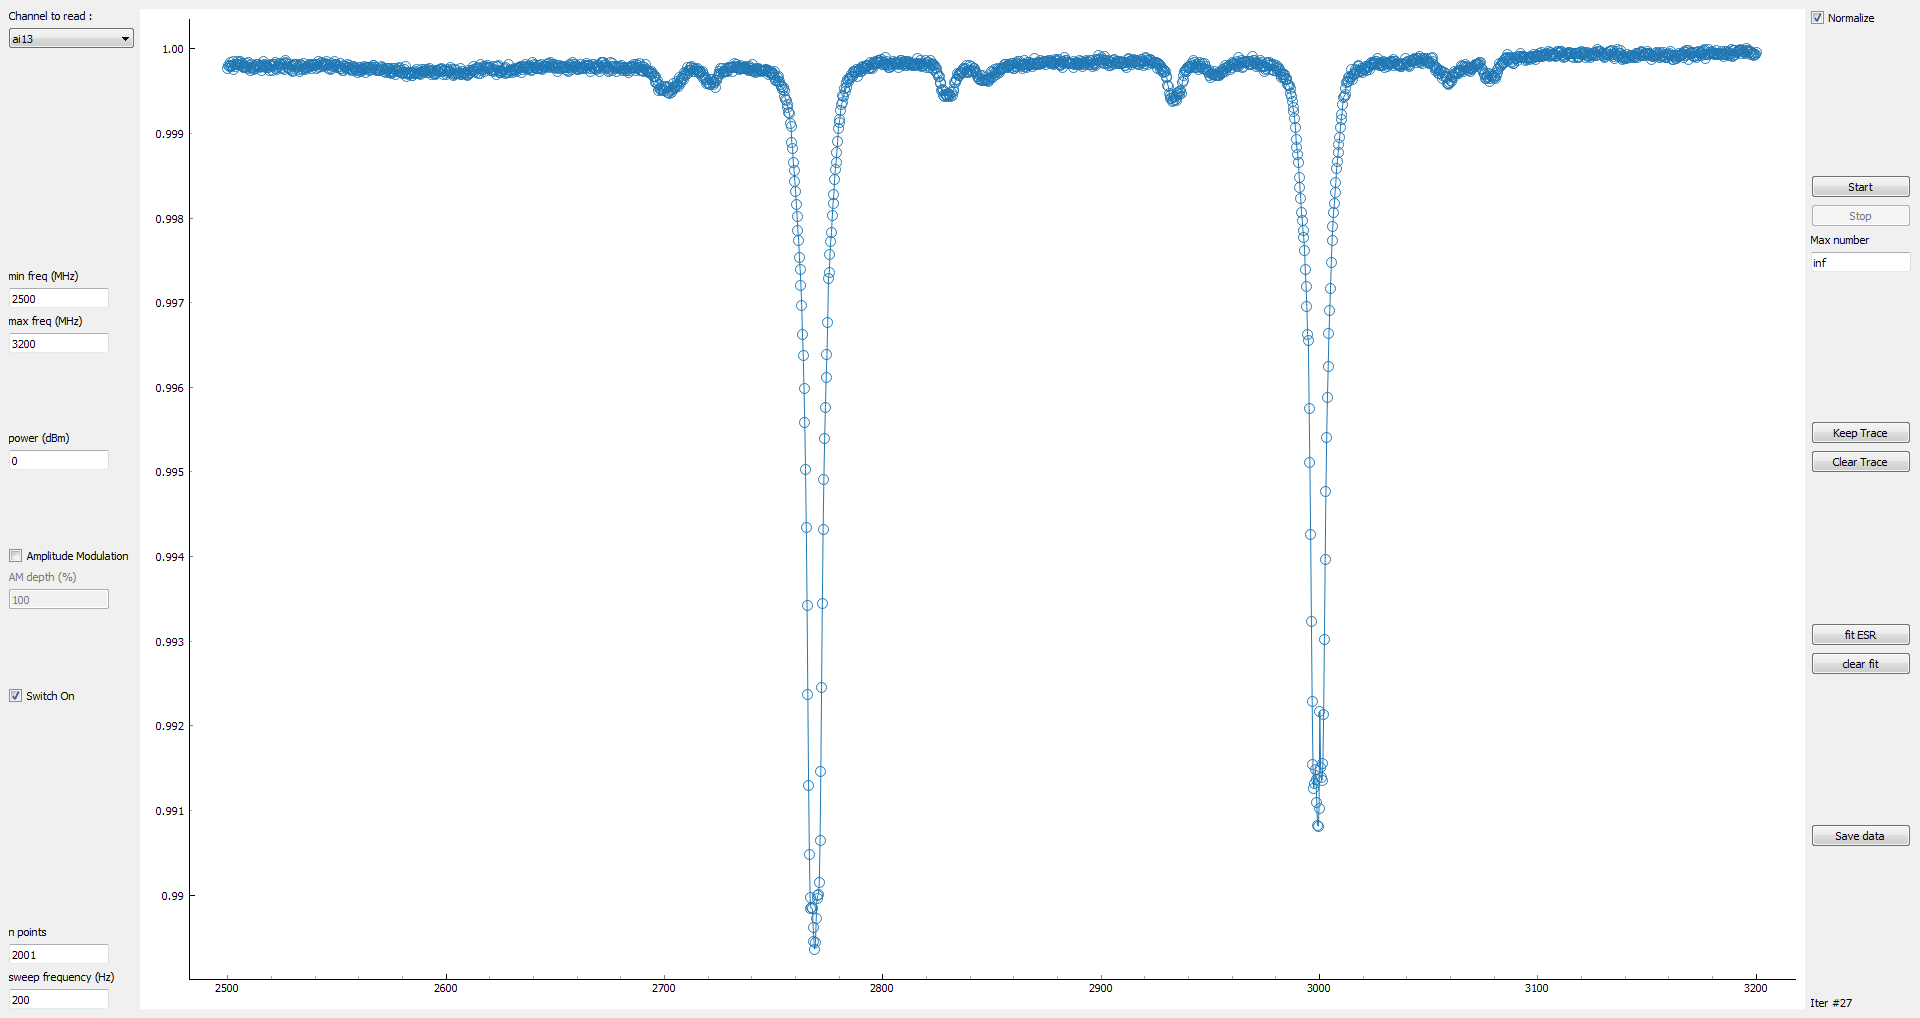 Channel to read :
ai13
min freq (MHz)
2500
max freq (MHz)
3200
power (dBm)
0
Amplitude Modulation
AM depth (%)
100
Switch On
n points
2001
sweep frequency (Hz)
200
1.00
0.999
0.998
0.997
0.996
0.995
0.994
0.993
0.992
0.991
0.99
2500 2600 2700 2800 2900 3000 3100 3200
Normalize
Start
Stop
Max number
inf
Keep Trace
Clear Trace
fit ESR
clear fit
Save data
Iter #27